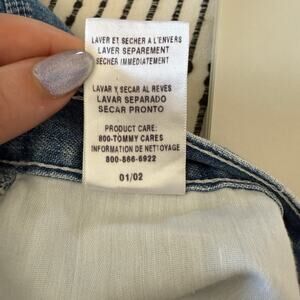 LAVER ET SECHER A L'ENVERS
LAVER SEPAREMENT
SECHER IMMEDIATEMENT
LAVAR Y SECAR AL REVES
LAVAR SEPARADO
SECAR PRONTO
PRODUCT CARE:
800-TOMMY CARES
INFORMATION DE NETTOYAGE
800-866-6922
01/02